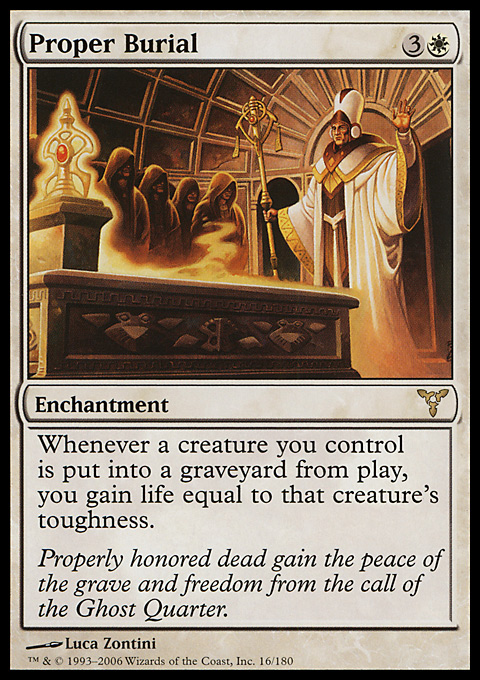 Proper Burial 3
Enchantment
Whenever a creature you control
is put into a graveyard from play,
you gain life equal to that creature's
toughness.
Properly honored dead gain the peace of
the grave and freedom from the call of
the Ghost Quarter.
Luca Zontini
™ & © 1993–2006 Wizards of the Coast, Inc. 16/180